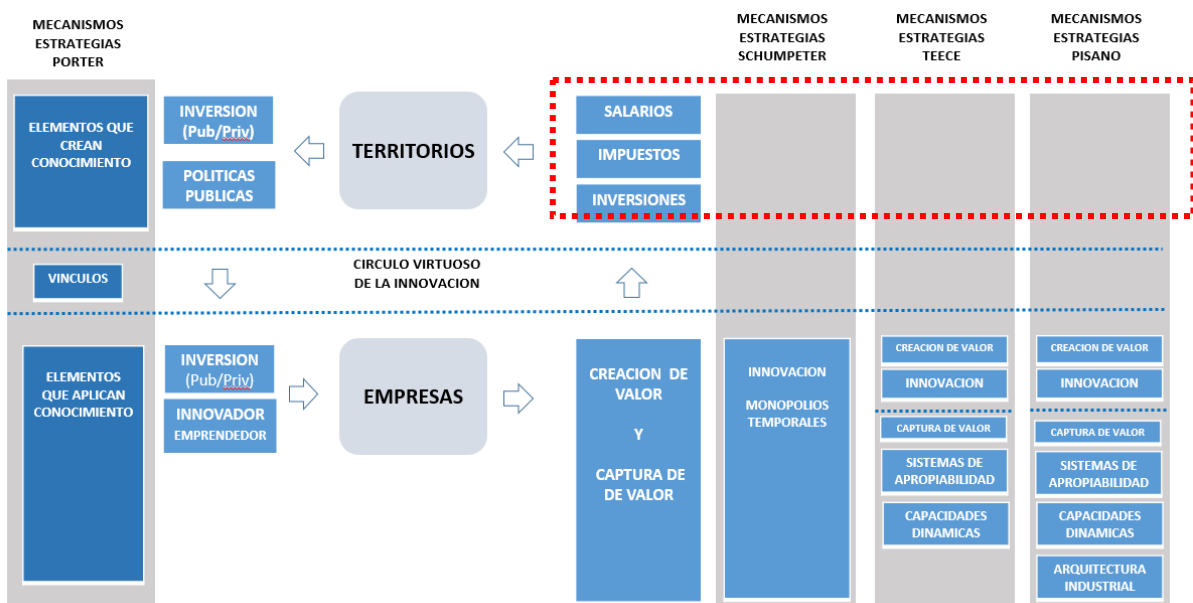 MECANISMOS
ESTRATEGIAS
PORTER
MECANISMOS
ESTRATEGIAS
SCHUMPETER
MECANISMOS
ESTRATEGIAS
TEECE
MECANISMOS
ESTRATEGIAS
PISANO
ELEMENTOS QUE
CREAN
CONOCIMIENTO
INVERSION
(Pub/Priv)
POLITICAS
PUBLICAS
TERRITORIOS
SALARIOS
IMPUESTOS
INVERSIONES
VINCULOS
CIRCULO VIRTUOSO
DE LA INNOVACION
ELEMENTOS
QUE APLICAN
CONOCIMIENTO
INVERSION
(Pub/Priv)
INNOVADOR
EMPRENDEDOR
EMPRESAS
CREACION DE
VALOR
Y
CAPTURA DE
DE VALOR
INNOVACION
MONOPOLIOS
TEMPORALES
CREACION DE VALOR
INNOVACION
CAPTURA DE VALOR
SISTEMAS DE
APROPIABILIDAD
CAPACIDADES
DINAMICAS
CREACION DE VALOR
INNOVACION
CAPTURA DE VALOR
SISTEMAS DE
APROPIABILIDAD
CAPACIDADES
DINAMICAS
ARQUITECTURA
INDUSTRIAL